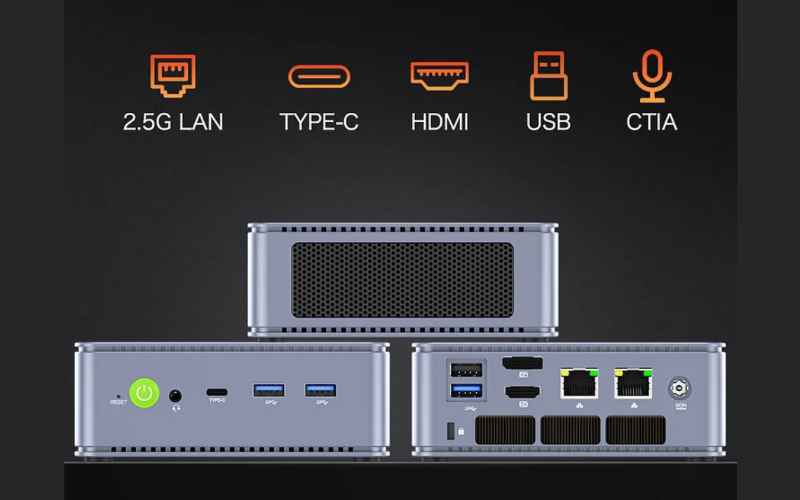 2.5G LAN
TYPE-C
HDMI
USB
CTIA
RESET
TYPE-C